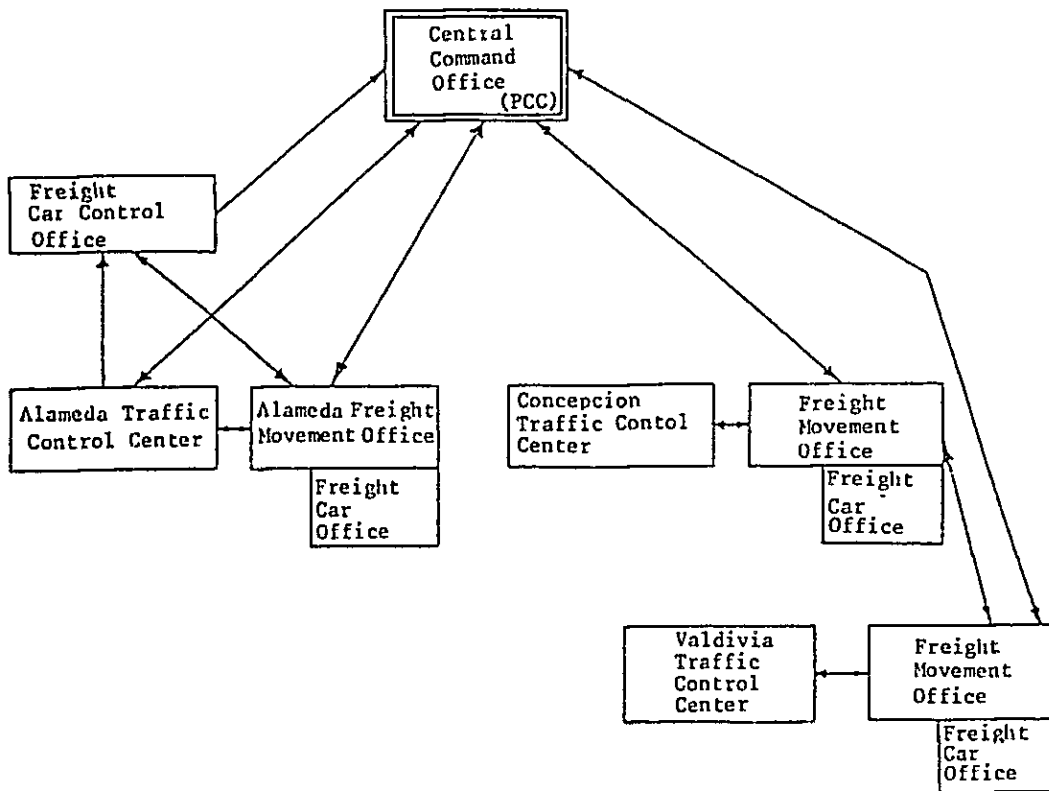 Central
Command
Office
(PCC)
Freight
Car Control
Office
Alameda Traffic
Control Center
Alameda Freight
Movement Office
Freight
Car
Office
Concepcion
Traffic Contol
Center
Freight
Movement
Office
Freight
Car
Office
Valdivia
Traffic
Control
Center
Freight
Movement
Office
Freight
Car
Office